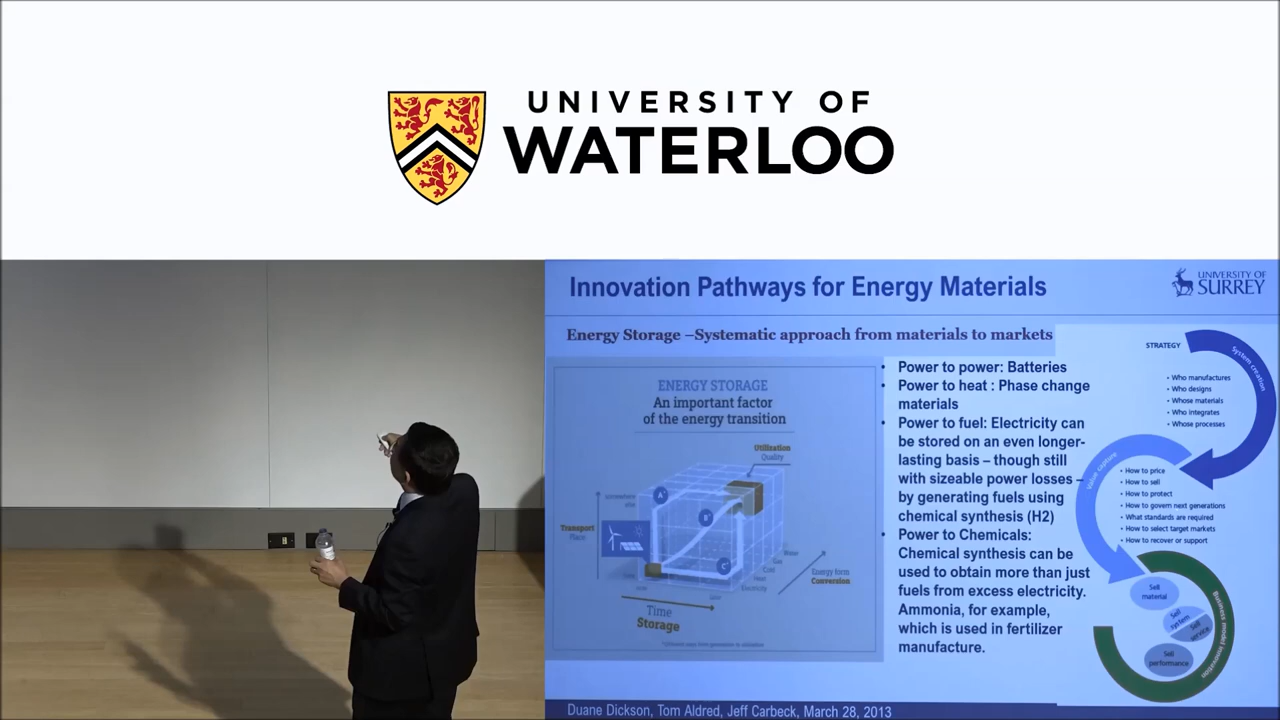 UNIVERSITY OF
WATERLOO
Innovation Pathways for Energy Materials
UNIVERSITY OF
SURREY
Energy Storage –Systematic approach from materials to markets
ENERGY STORAGE
An important factor
of the energy transition
Utilization
Quality
A
B
C
Transport
Place
Energy form
Conversion
Heat
Electricity
Time
Storage
• Power to power: Batteries
• Power to heat : Phase change
materials
• Power to fuel: Electricity can
be stored on an even longer-
lasting basis – though still
with sizeable power losses –
by generating fuels using
chemical synthesis (H2)
• Power to Chemicals:
Chemical synthesis can be
used to obtain more than just
fuels from excess electricity.
Ammonia, for example,
which is used in fertilizer
manufacture.
STRATEGY
System creation
• Who manufactures
• Who designs
• Whose materials
• Who integrates
• Whose processes
Value capture
• How to price
• How to sell
• How to protect
• How to govern next generations
• What standards are required
• How to select target markets
• How to recover or support
Business model innovation
Sell
material
Sell
system
Sell
service
Sell
performance
Duane Dickson, Tom Aldred, Jeff Carbeck, March 28, 2013